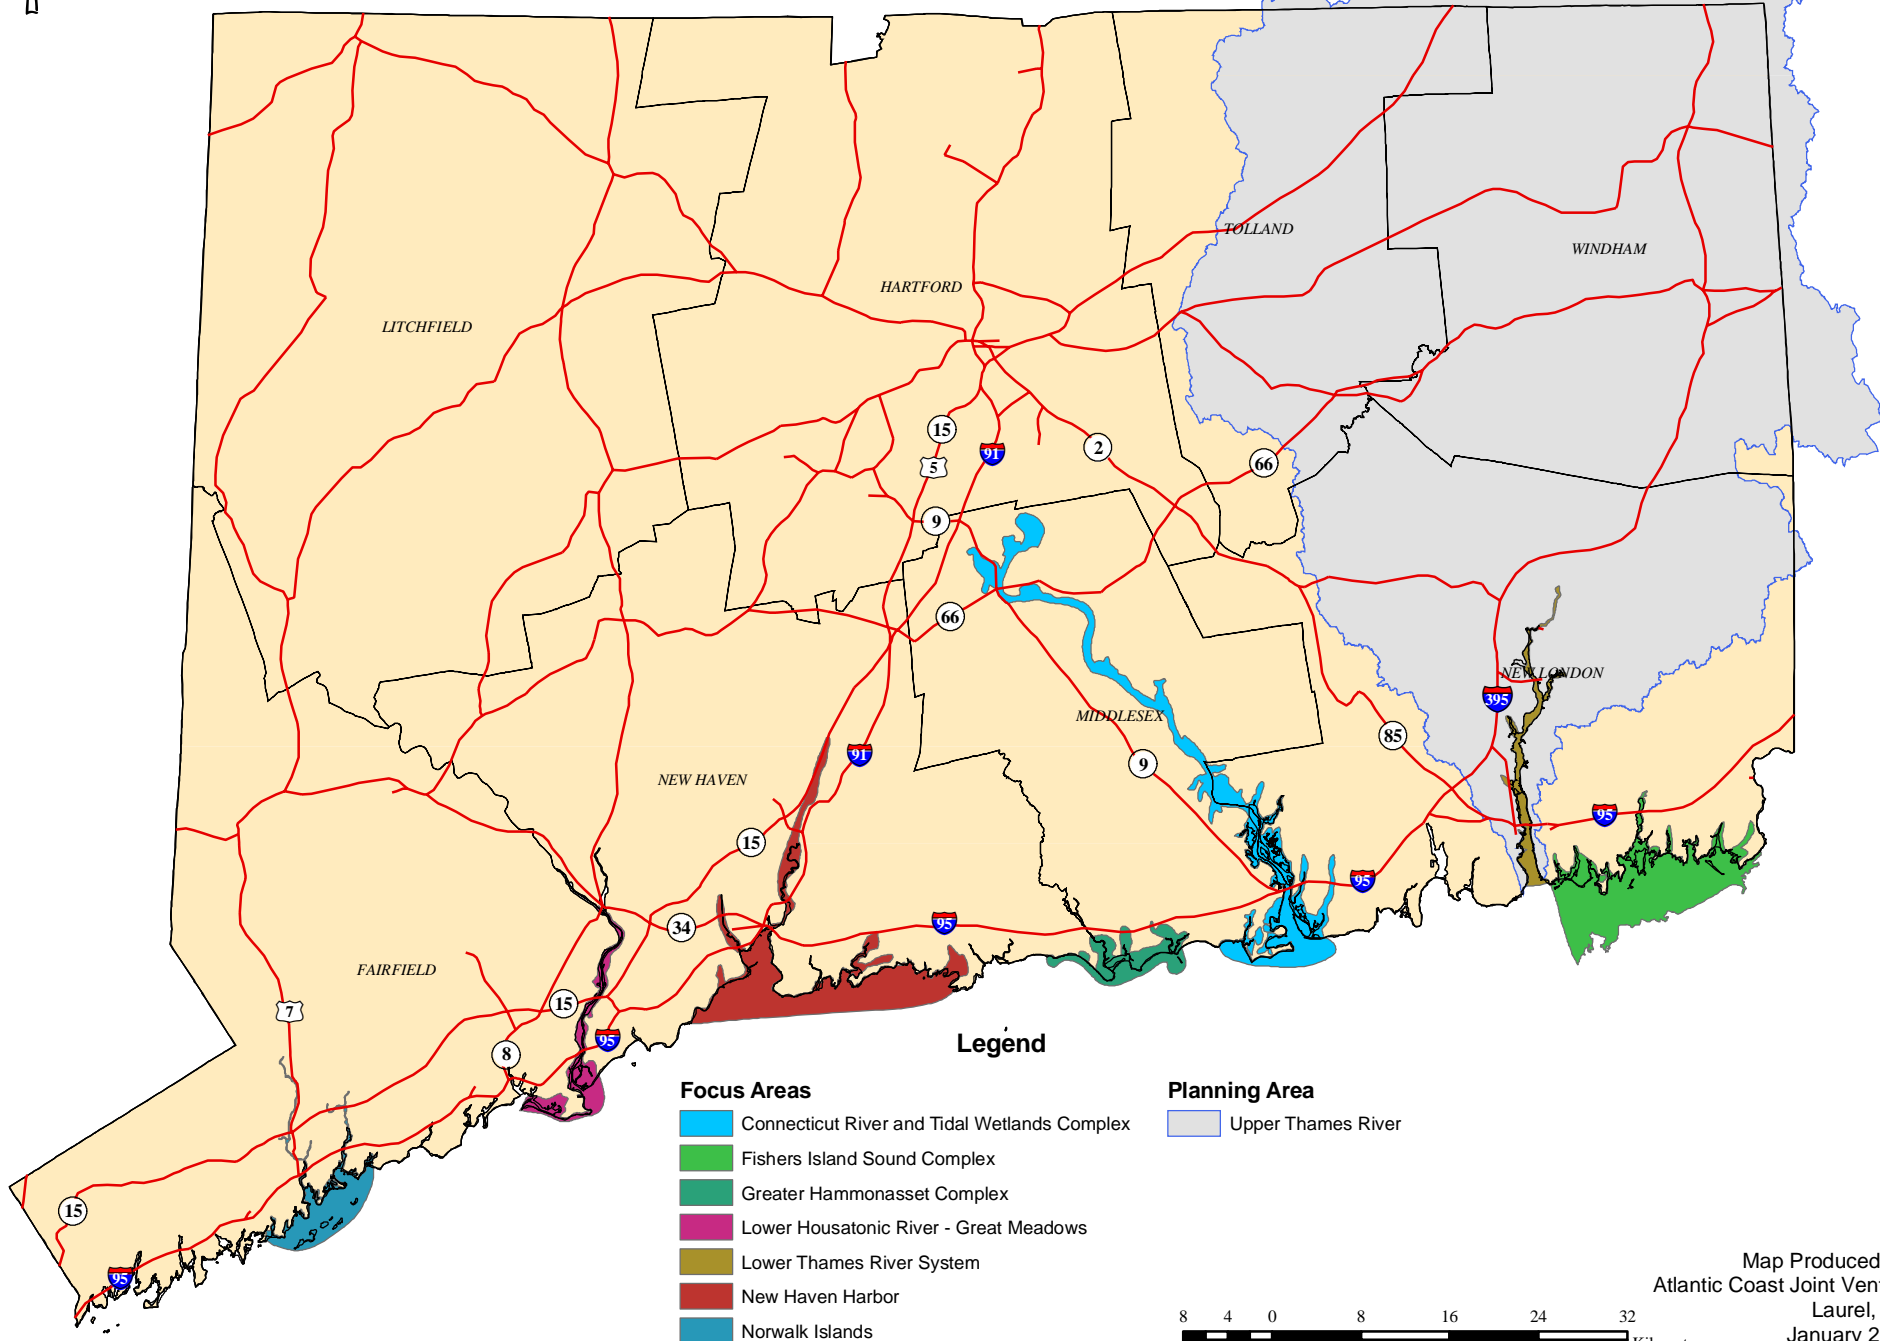 TOLLAND
WINDHAM
HARTFORD
LITCHFIELD
15
91
2
5
66
9
66
NEW LONDON
395
MIDDLESEX
85
91
9
NEW HAVEN
95
15
95
95
34
FAIRFIELD
15
7
95
8
15
95
Legend
Focus Areas
Connecticut River and Tidal Wetlands Complex
Fishers Island Sound Complex
Greater Hammonasset Complex
Lower Housatonic River - Great Meadows
Lower Thames River System
New Haven Harbor
Norwalk Islands
Planning Area
Upper Thames River
8 4 0 8 16 24 32
Map Produced
Atlantic Coast Joint Vent
Laurel,
January 2